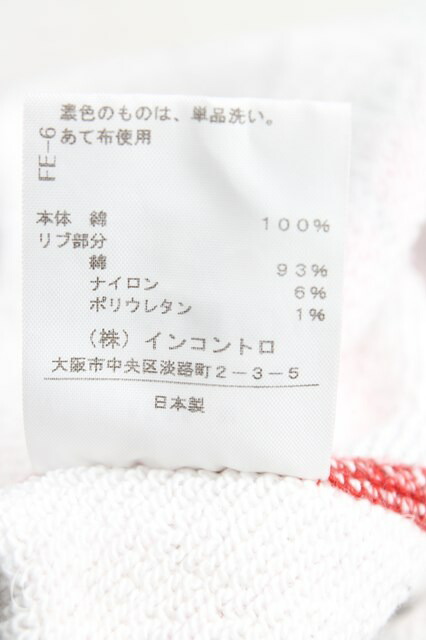 濃色のものは、単品洗い。
あて布使用
FE-6
本体 綿 100%
リブ部分
綿 93%
ナイロン 6%
ポリウレタン 1%
(株)インコントロ
大阪市中央区淡路町2-3-5
日本製